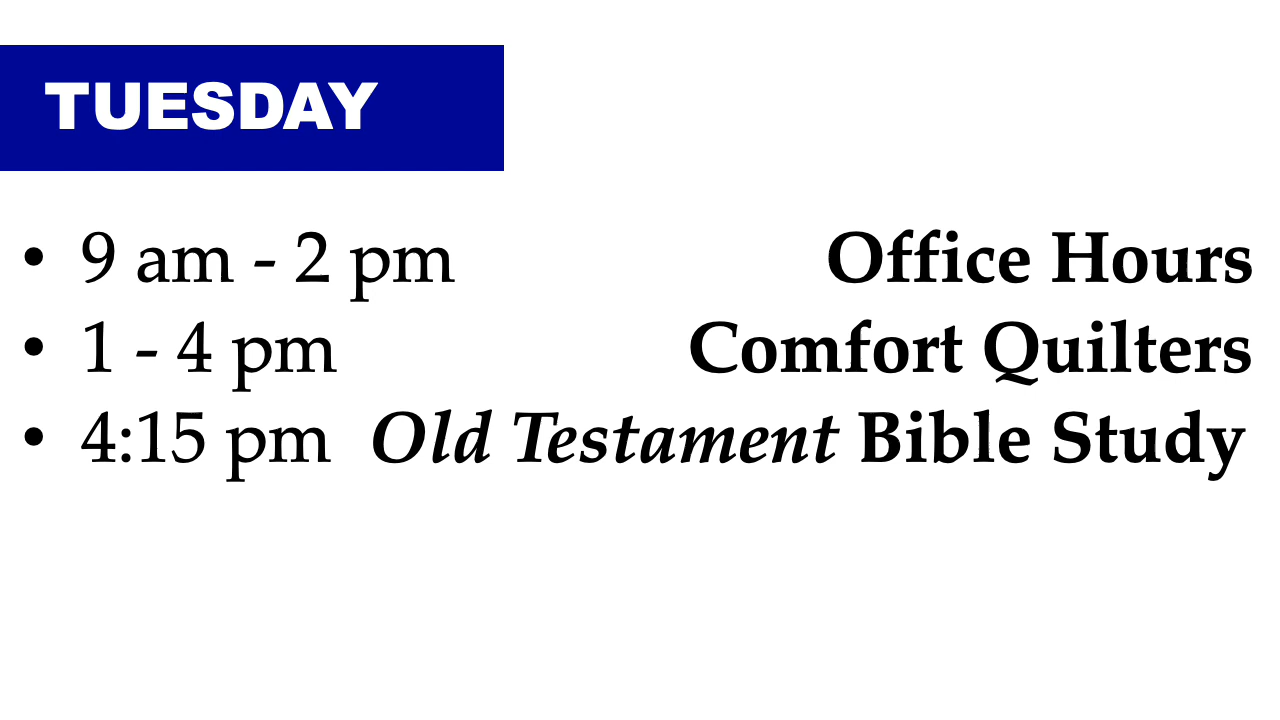 TUESDAY
• 9 am - 2 pm Office Hours
• 1 - 4 pm Comfort Quilters
• 4:15 pm Old Testament Bible Study